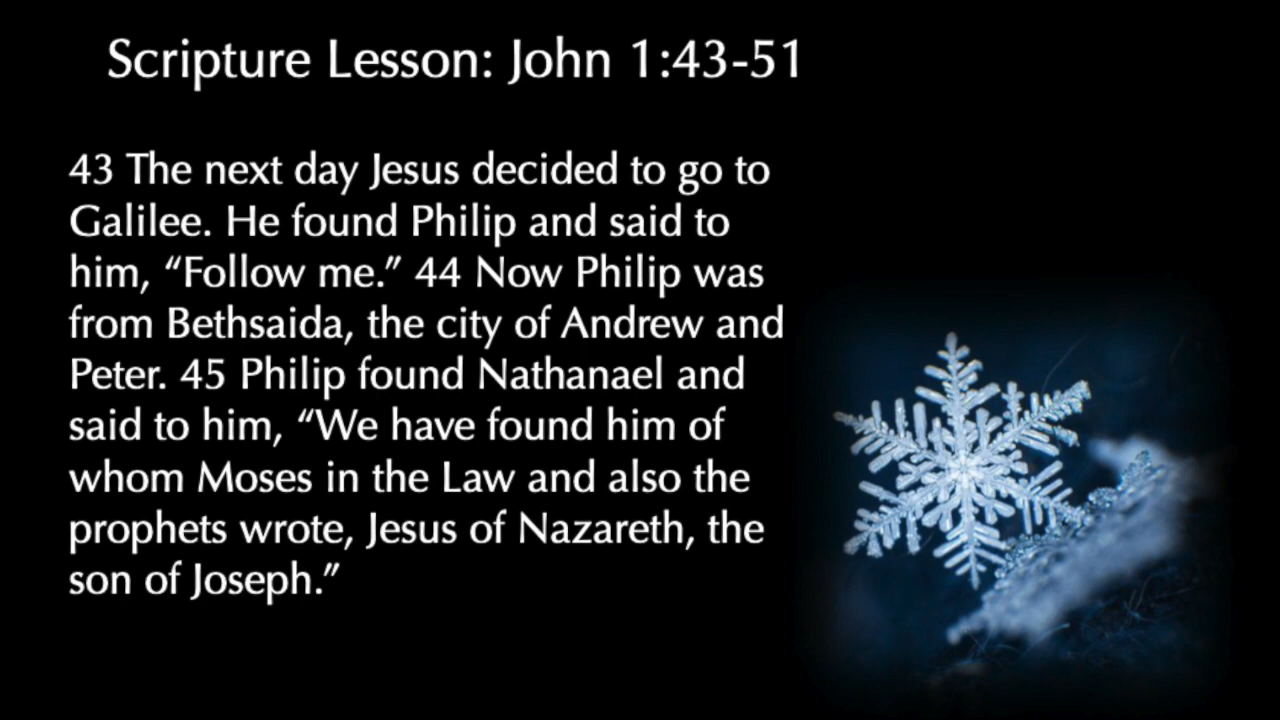 Scripture Lesson: John 1:43-51
43 The next day Jesus decided to go to
Galilee. He found Philip and said to
him, “Follow me.” 44 Now Philip was
from Bethsaida, the city of Andrew and
Peter. 45 Philip found Nathanael and
said to him, “We have found him of
whom Moses in the Law and also the
prophets wrote, Jesus of Nazareth, the
son of Joseph.”